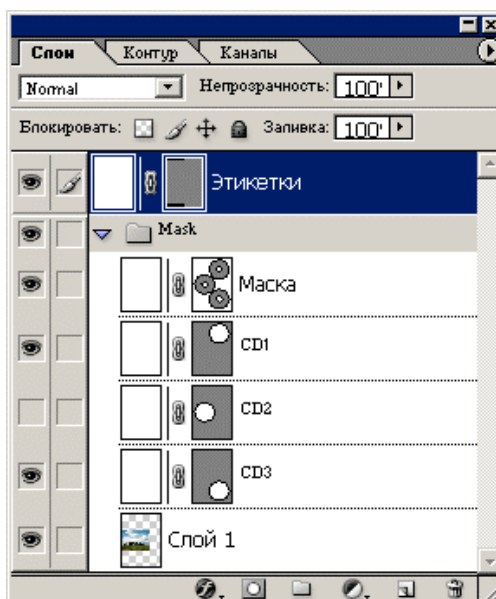 Слои Контур Каналы
Normal Непрозрачность: 100'
Блокировать: Заливка: 100'
Этикетки
Mask
Маска
CD1
CD2
CD3
Слой 1